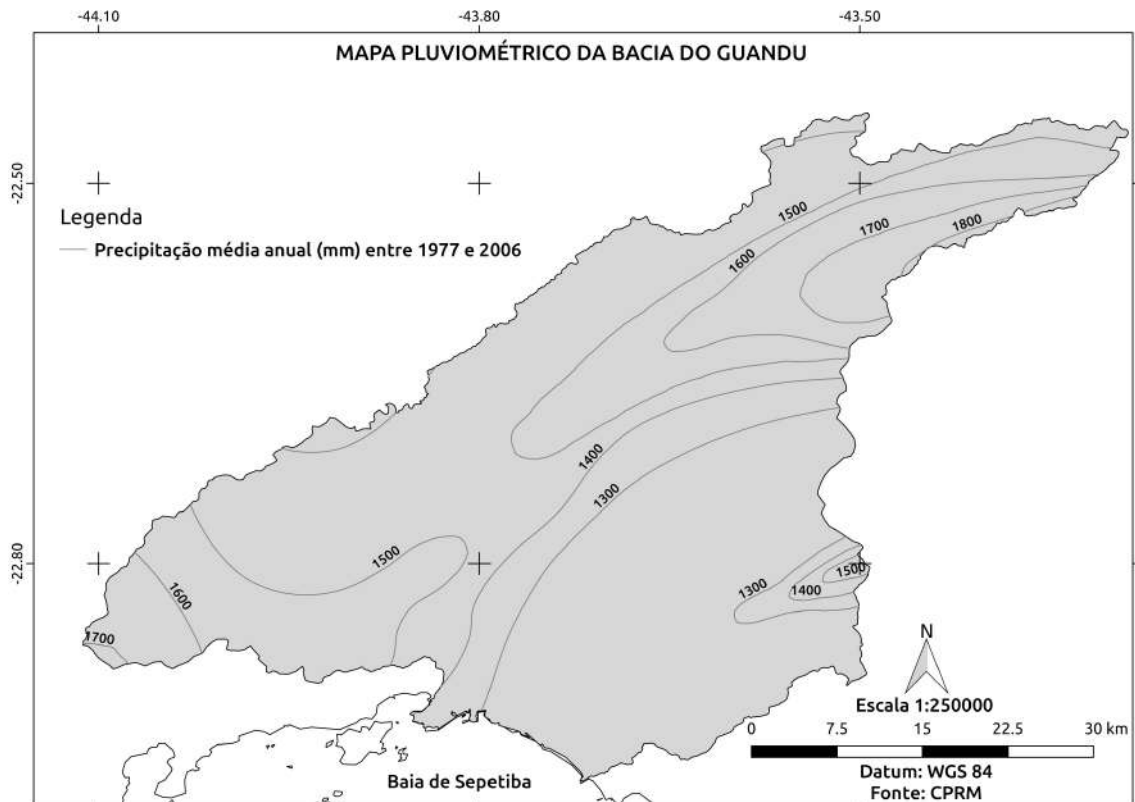 -44.10 -43.80 -43.50
MAPA PLUVIOMÉTRICO DA BACIA DO GUANDU
-22.50
Legenda
Precipitação média anual (mm) entre 1977 e 2006
1500
1600
1700
1800
1400
1300
-22.80
1500
1600
1700
1300
1400
1500
N
Escala 1:250000
0 7.5 15 22.5 30 km
Baia de Sepetiba
Datum: WGS 84
Fonte: CPRM